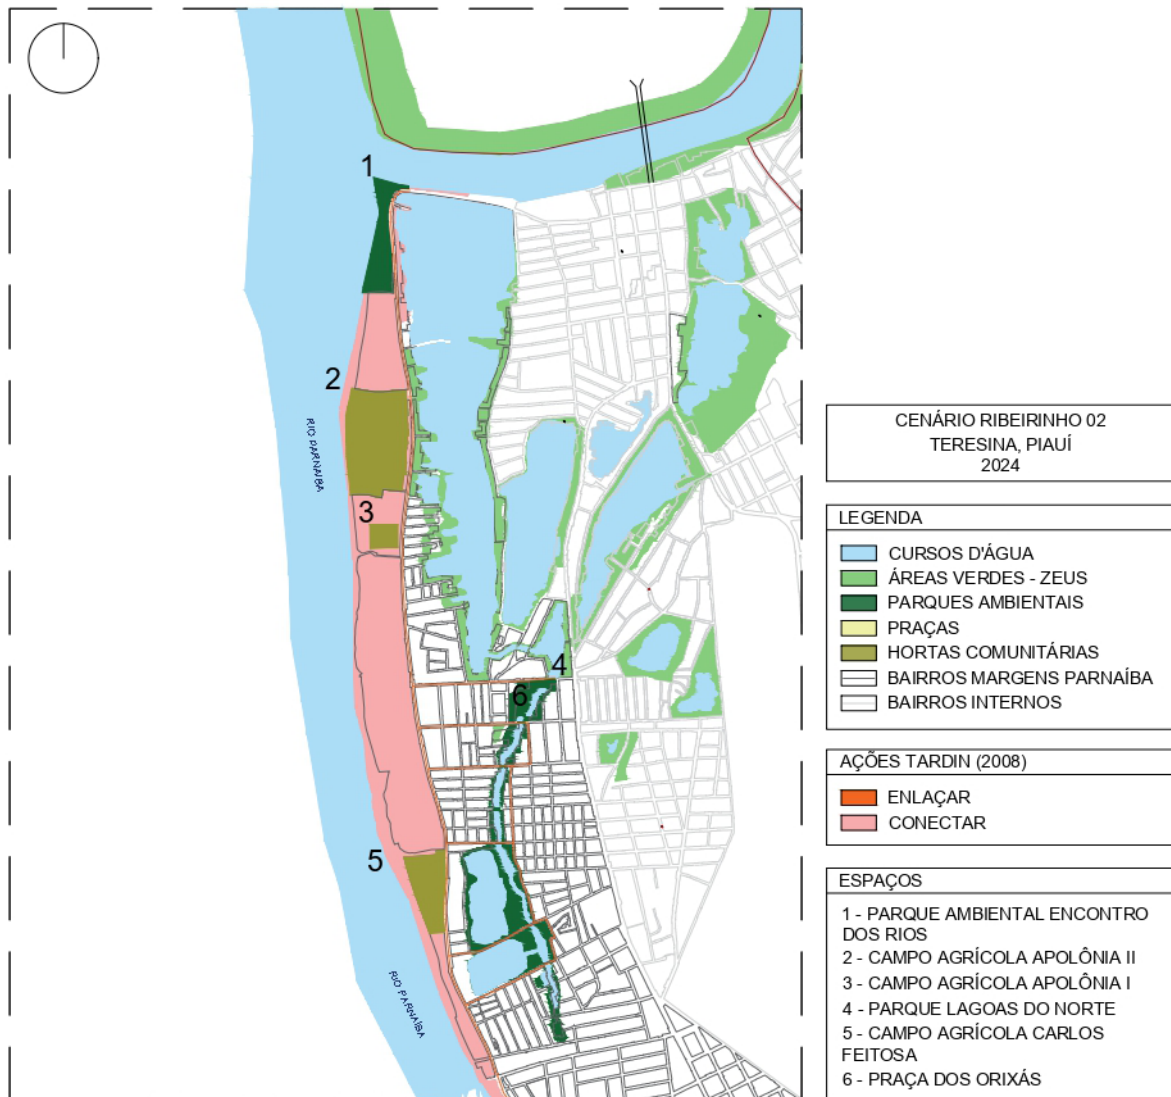 1
2
RIO PARNAÍBA
3
4
6
5
RIO PARNAÍBA
CENÁRIO RIBEIRINHO 02
TERESINA, PIAUÍ
2024
LEGENDA
CURSOS D'ÁGUA
ÁREAS VERDES - ZEUS
PARQUES AMBIENTAIS
PRAÇAS
HORTAS COMUNITÁRIAS
BAIRROS MARGENS PARNAÍBA
BAIRROS INTERNOS
AÇÕES TARDIN (2008)
ENLAÇAR
CONECTAR
ESPAÇOS
1 - PARQUE AMBIENTAL ENCONTRO
DOS RIOS
2 - CAMPO AGRÍCOLA APOLÔNIA II
3 - CAMPO AGRÍCOLA APOLÔNIA I
4 - PARQUE LAGOAS DO NORTE
5 - CAMPO AGRÍCOLA CARLOS
FEITOSA
6 - PRAÇA DOS ORIXÁS